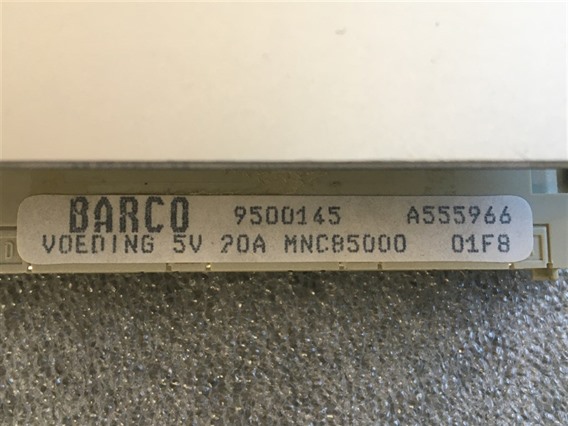 BARCO 9500145 A555966
VOEDING 5V 20A MNC85000 01F8